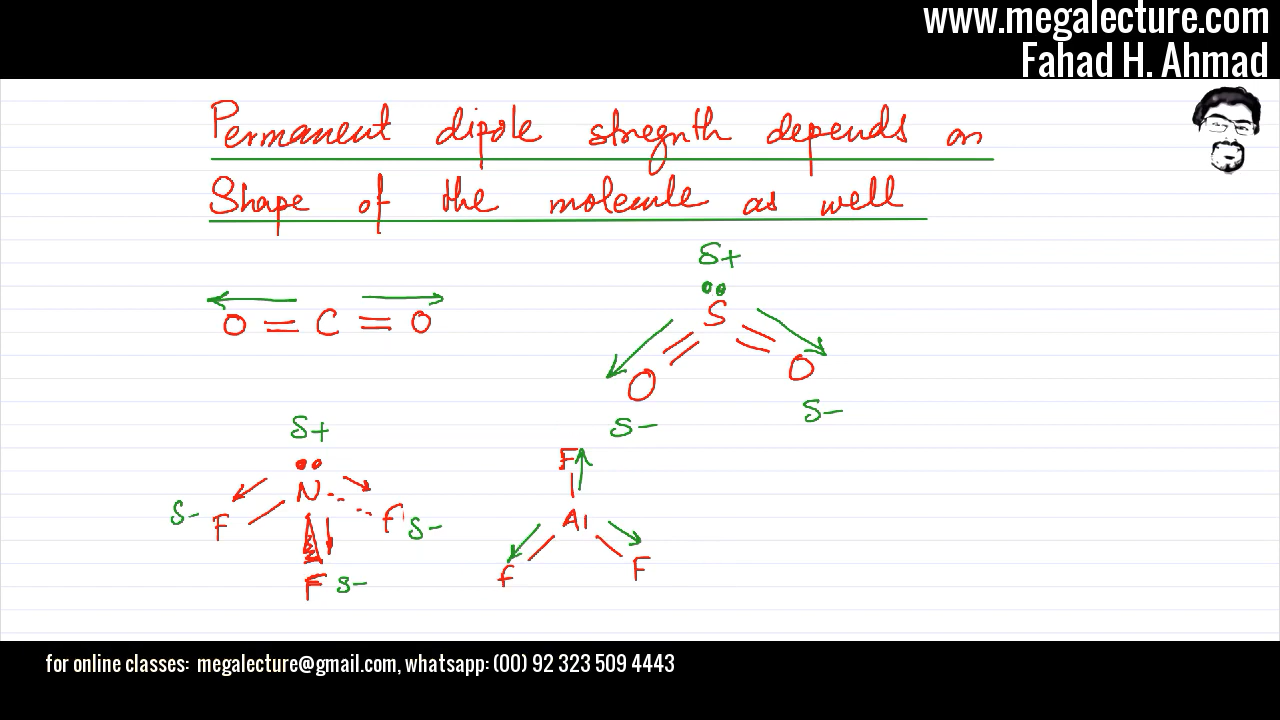 www.megalecture.com
Fahad H. Ahmad
Permanent dipole stregnth depends on
Shape of the molecule as well
δ+
O = C = O
S
O O
δ- δ-
δ+
N
δ- F F δ-
F δ-
F
Al
F F
for online classes: megalecture@gmail.com, whatsapp: (00) 92 323 509 4443